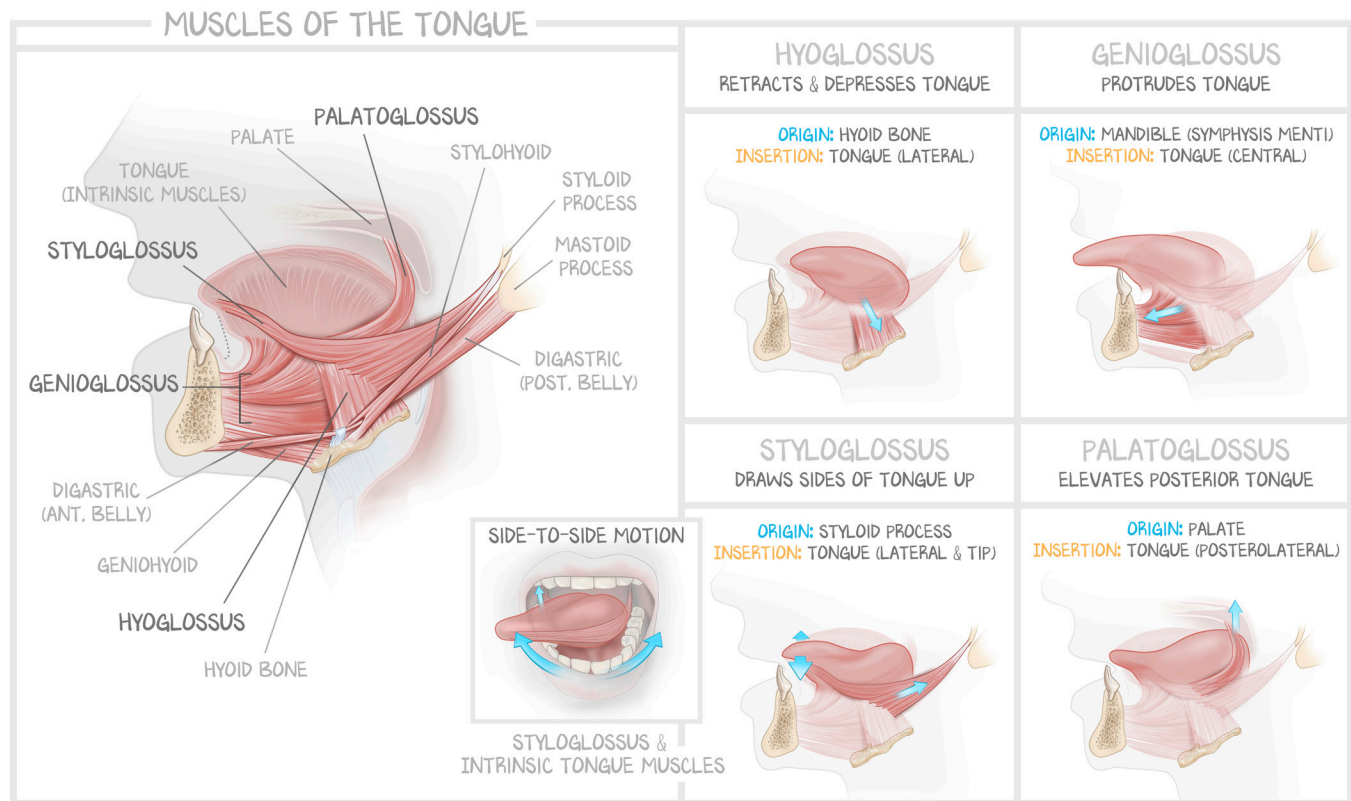 MUSCLES OF THE TONGUE
PALATOGLOSSUS
PALATE
STYLOHYOID
TONGUE
(INTRINSIC MUSCLES)
STYLOID
PROCESS
STYLOGLOSSUS
MASTOID
PROCESS
DIGASTRIC
(POST. BELLY)
GENIOGLOSSUS
DIGASTRIC
(ANT. BELLY)
GENIOHYOID
HYOGLOSSUS
HYOID BONE
SIDE-TO-SIDE MOTION
STYLOGLOSSUS &
INTRINSIC TONGUE MUSCLES
HYOGLOSSUS
RETRACTS & DEPRESSES TONGUE
ORIGIN: HYOID BONE
INSERTION: TONGUE (LATERAL)
GENIOGLOSSUS
PROTRUDES TONGUE
ORIGIN: MANDIBLE (SYMPHYSIS MENTI)
INSERTION: TONGUE (CENTRAL)
STYLOGLOSSUS
DRAWS SIDES OF TONGUE UP
ORIGIN: STYLOID PROCESS
INSERTION: TONGUE (LATERAL & TIP)
PALATOGLOSSUS
ELEVATES POSTERIOR TONGUE
ORIGIN: PALATE
INSERTION: TONGUE (POSTEROLATERAL)